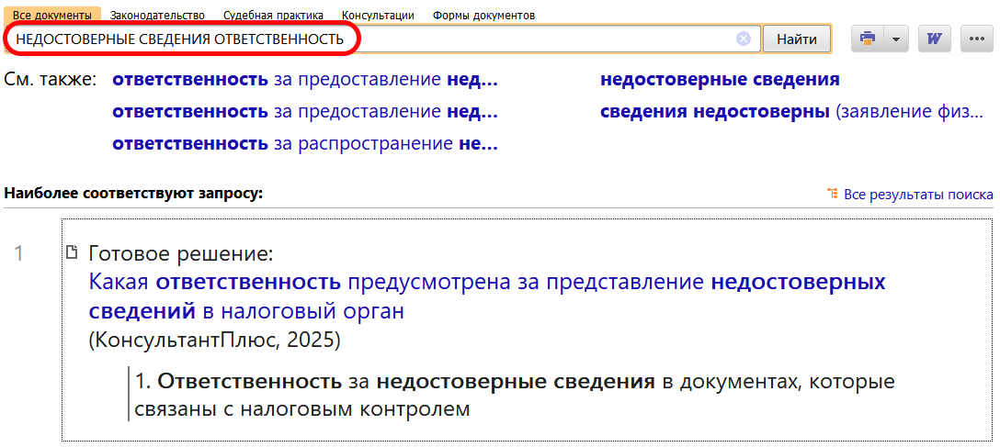 Все документы Законодательство Судебная практика Консультации Формы документов
НЕДОСТОВЕРНЫЕ СВЕДЕНИЯ ОТВЕТСТВЕННОСТЬ Найти W
См. также: ответственность за предоставление нед... недостоверные сведения
ответственность за предоставление нед... сведения недостоверны (заявление физ...
ответственность за распространение не...
Наиболее соответствуют запросу: Все результаты поиска
1 Готовое решение:
Какая ответственность предусмотрена за представление недостоверных
сведений в налоговый орган
(КонсультантПлюс, 2025)
1. Ответственность за недостоверные сведения в документах, которые
связаны с налоговым контролем